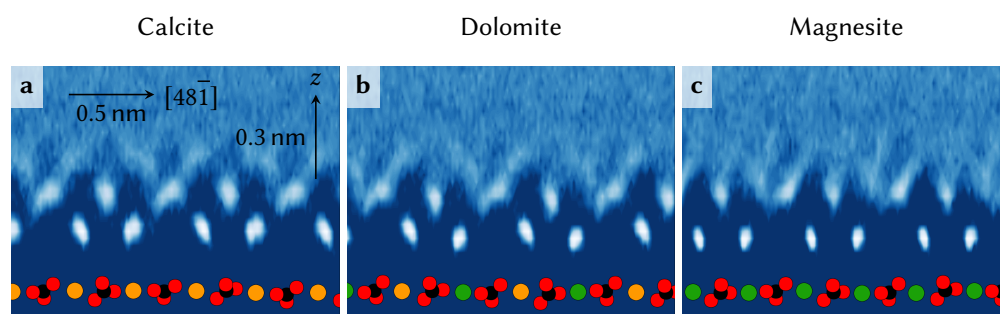 Calcite
Dolomite
Magnesite
a
0.5 nm
[481̅]
z
0.3 nm
b
c